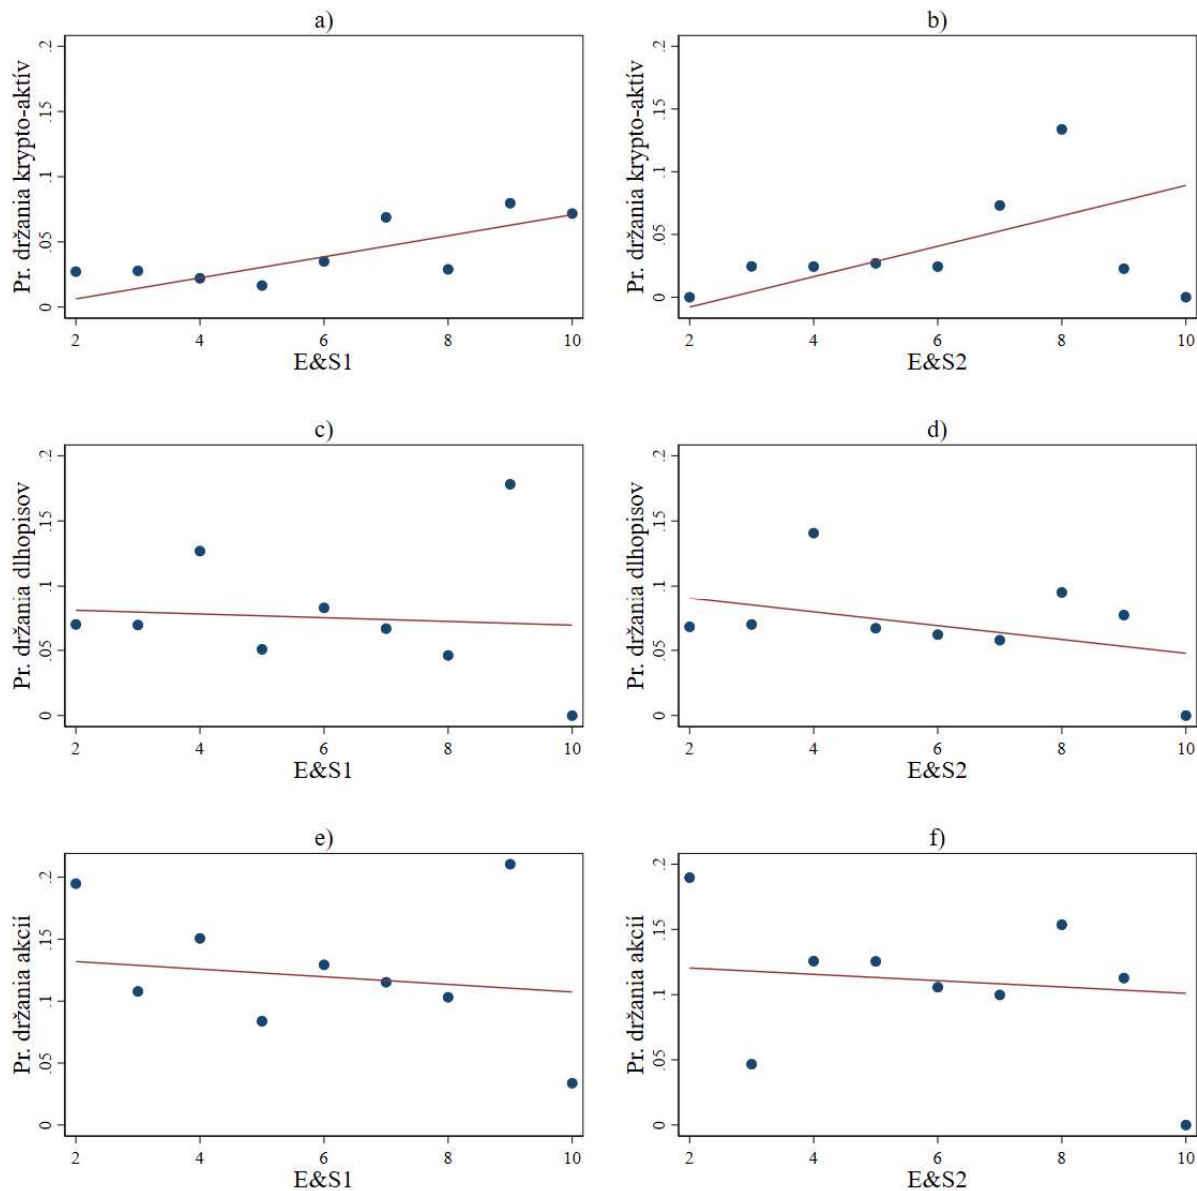 a)
Pr. držania krypto-aktív
0 .05 .1 .15 .2
2 4 6 8 10
E&S1
b)
Pr. držania krypto-aktív
0 .05 .1 .15 .2
2 4 6 8 10
E&S2
c)
Pr. držania dlhopisov
0 .05 .1 .15 .2
2 4 6 8 10
E&S1
d)
Pr. držania dlhopisov
0 .05 .1 .15 .2
2 4 6 8 10
E&S2
e)
Pr. držania akcií
0 .05 .1 .15 .2
2 4 6 8 10
E&S1
f)
Pr. držania akcií
0 .05 .1 .15 .2
2 4 6 8 10
E&S2